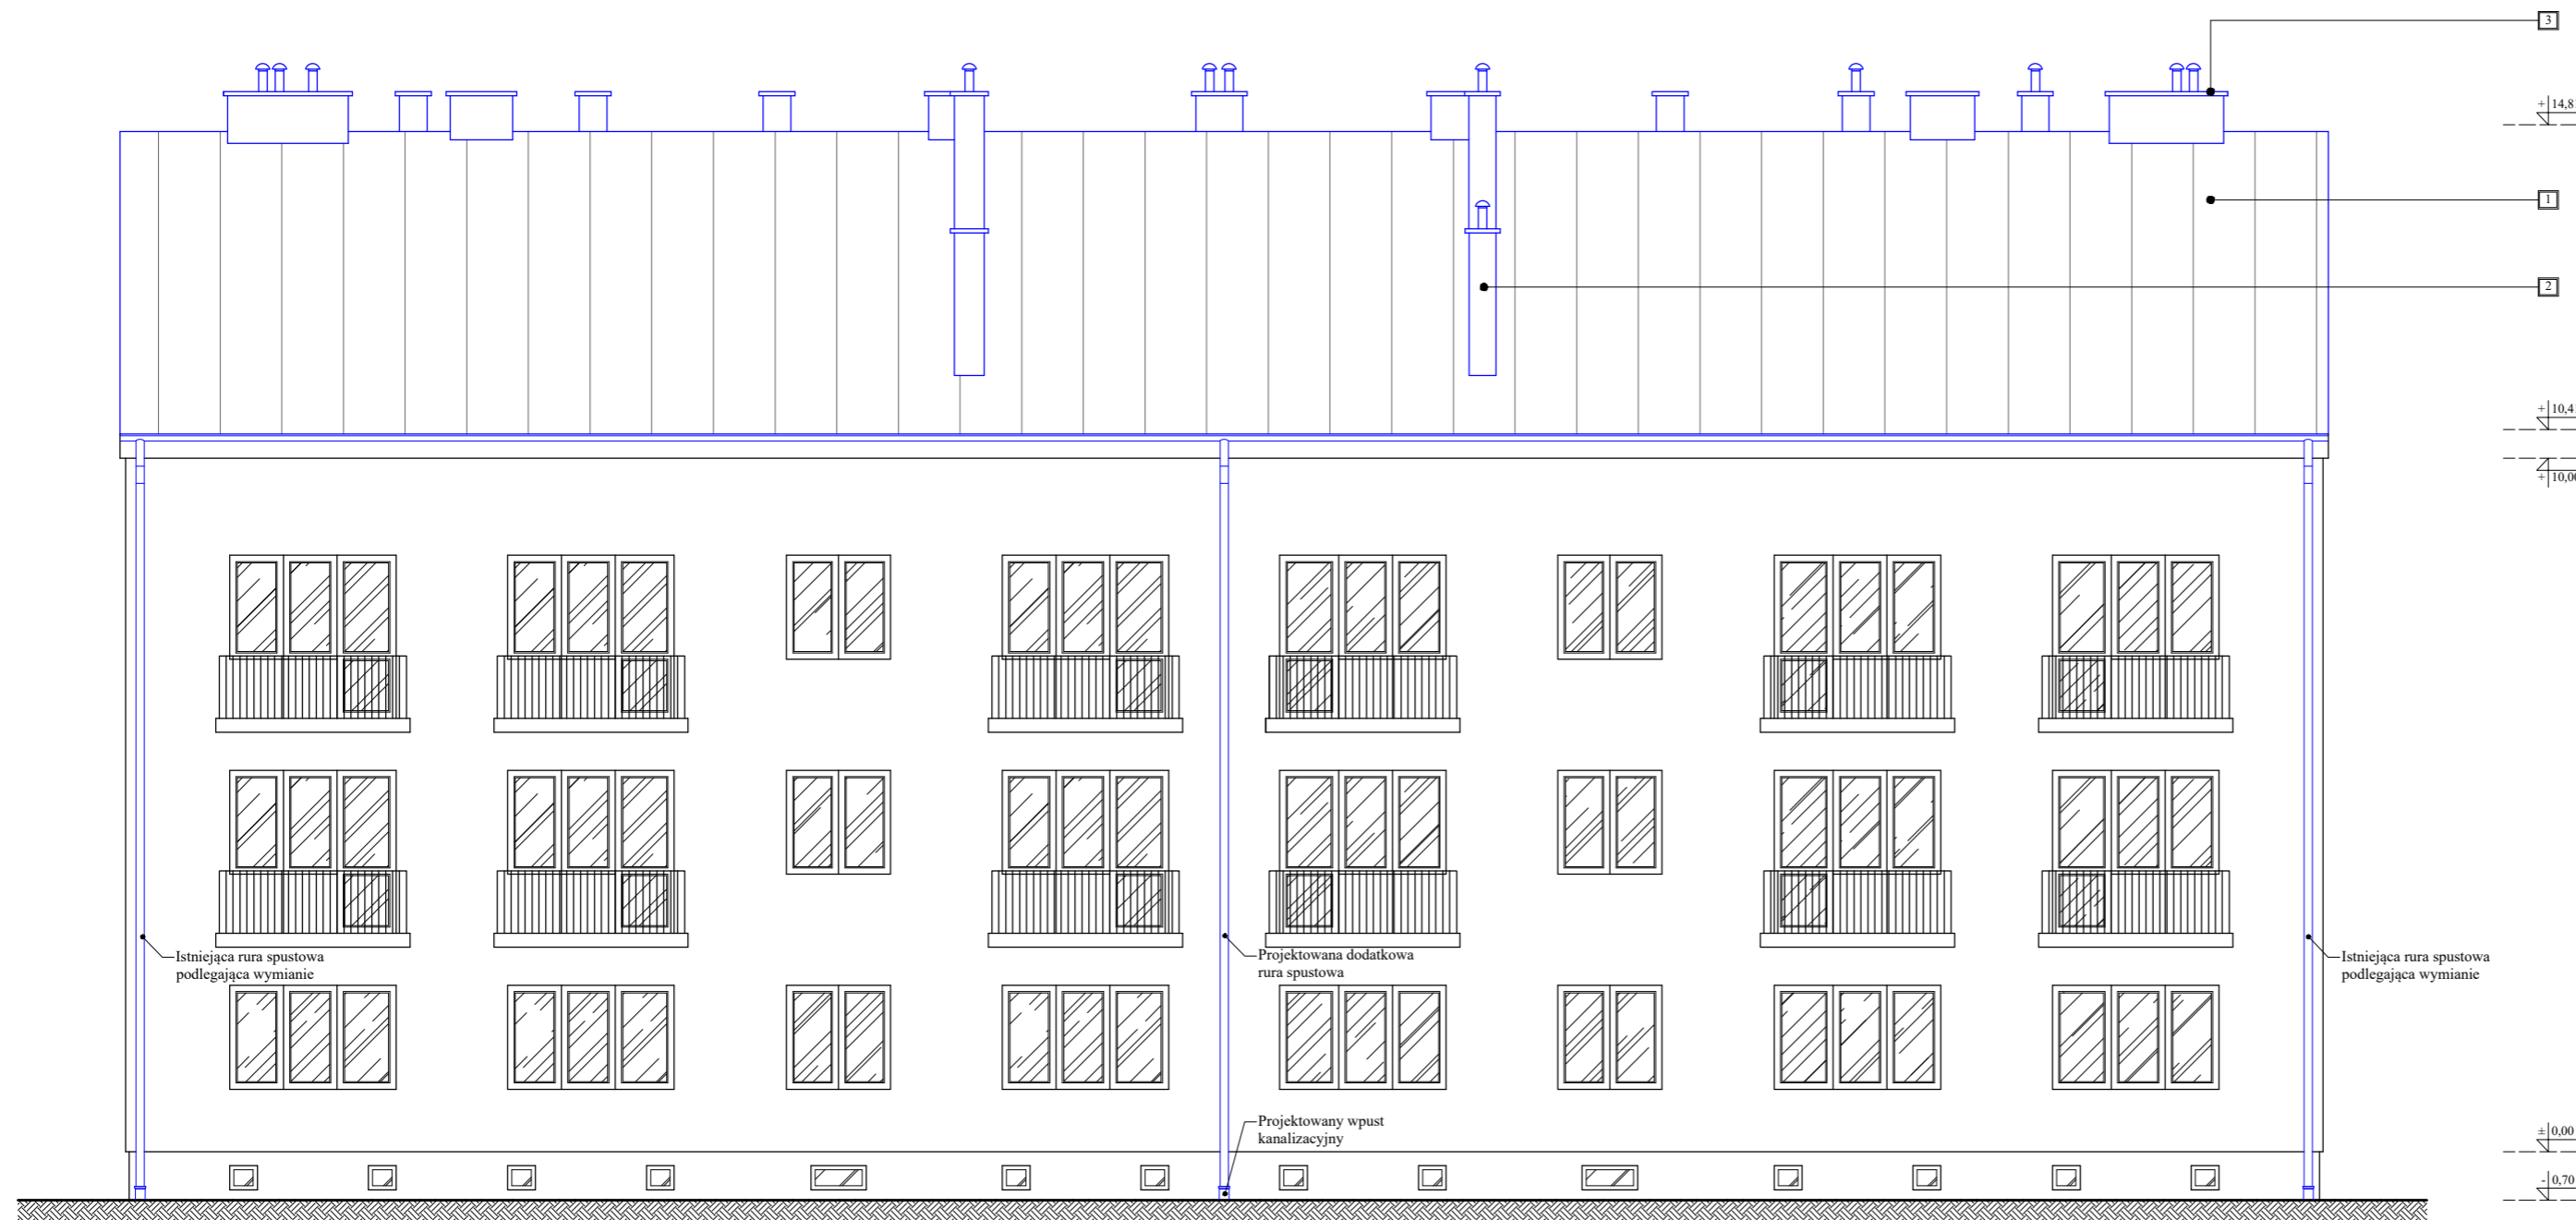 3
+ 14,8
1
2
+ 10,4
+ 10,0
Istniejąca rura spustowa
podlegająca wymianie
Projektowana dodatkowa
rura spustowa
Istniejąca rura spustowa
podlegająca wymianie
Projektowany wpust
kanalizacyjny
± 0,00
- 0,70